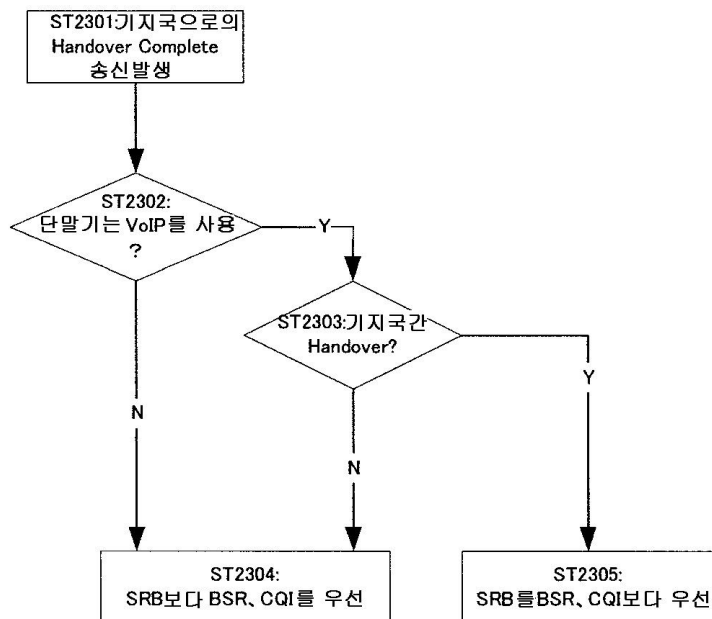 ST2301:기지국으로의
Handover Complete
송신발생
ST2302:
단말기는 VoIP를 사용
?
Y
ST2303:기지국간
Handover?
Y
N
N
ST2304:
SRB보다 BSR、CQI를 우선
ST2305:
SRB를BSR、CQI보다 우선